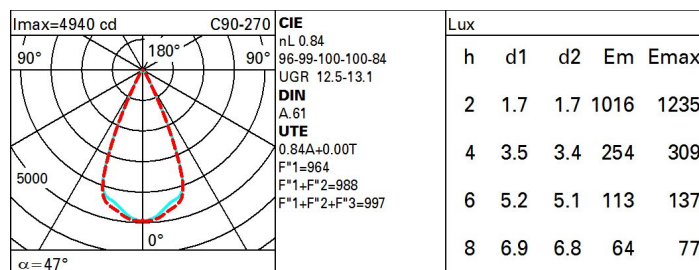 Imax=4940 cd C90-270
90° 180° 90°
5000
0°
α=47°
CIE
nL 0.84
96-99-100-100-84
UGR 12.5-13.1
DIN
A.61
UTE
0.84A+0.00T
F"1=964
F"1+F"2=988
F"1+F"2+F"3=997
Lux
h d1 d2 Em Emax
2 1.7 1.7 1016 1235
4 3.5 3.4 254 309
6 5.2 5.1 113 137
8 6.9 6.8 64 77